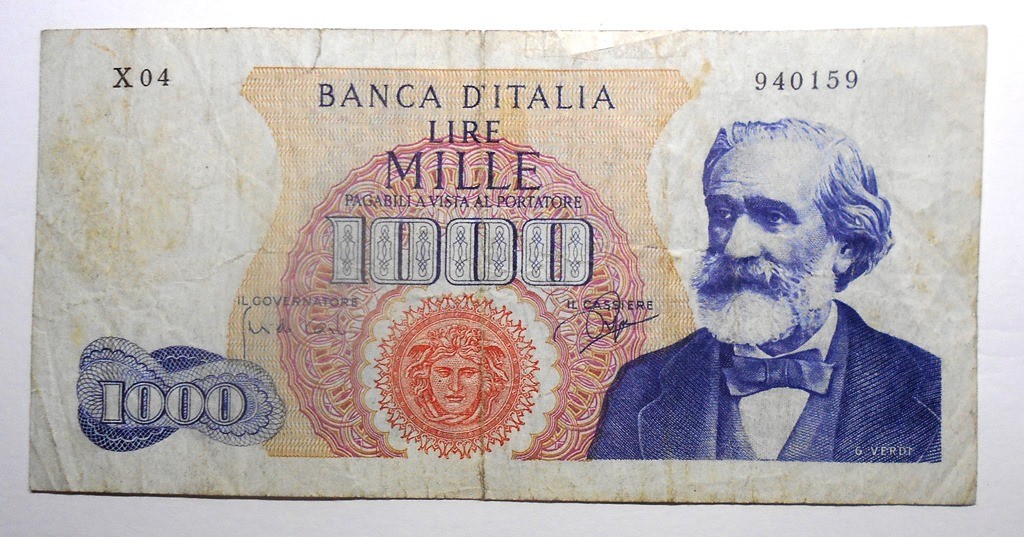 X 04
940159
BANCA D'ITALIA
LIRE
MILLE
PAGABILI A VISTA AL PORTATORE
1000
IL GOVERNATORE
IL CASSIERE
1000
G. VERDI